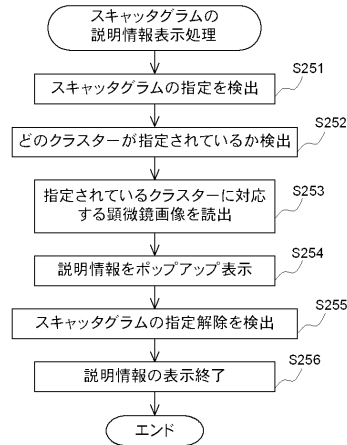 スキャッタグラムの
説明情報表示処理
S251
スキャッタグラムの指定を検出
S252
どのクラスターが指定されているか検出
S253
指定されているクラスターに対応
する顕微鏡画像を読出
S254
説明情報をポップアップ表示
S255
スキャッタグラムの指定解除を検出
S256
説明情報の表示終了
エンド